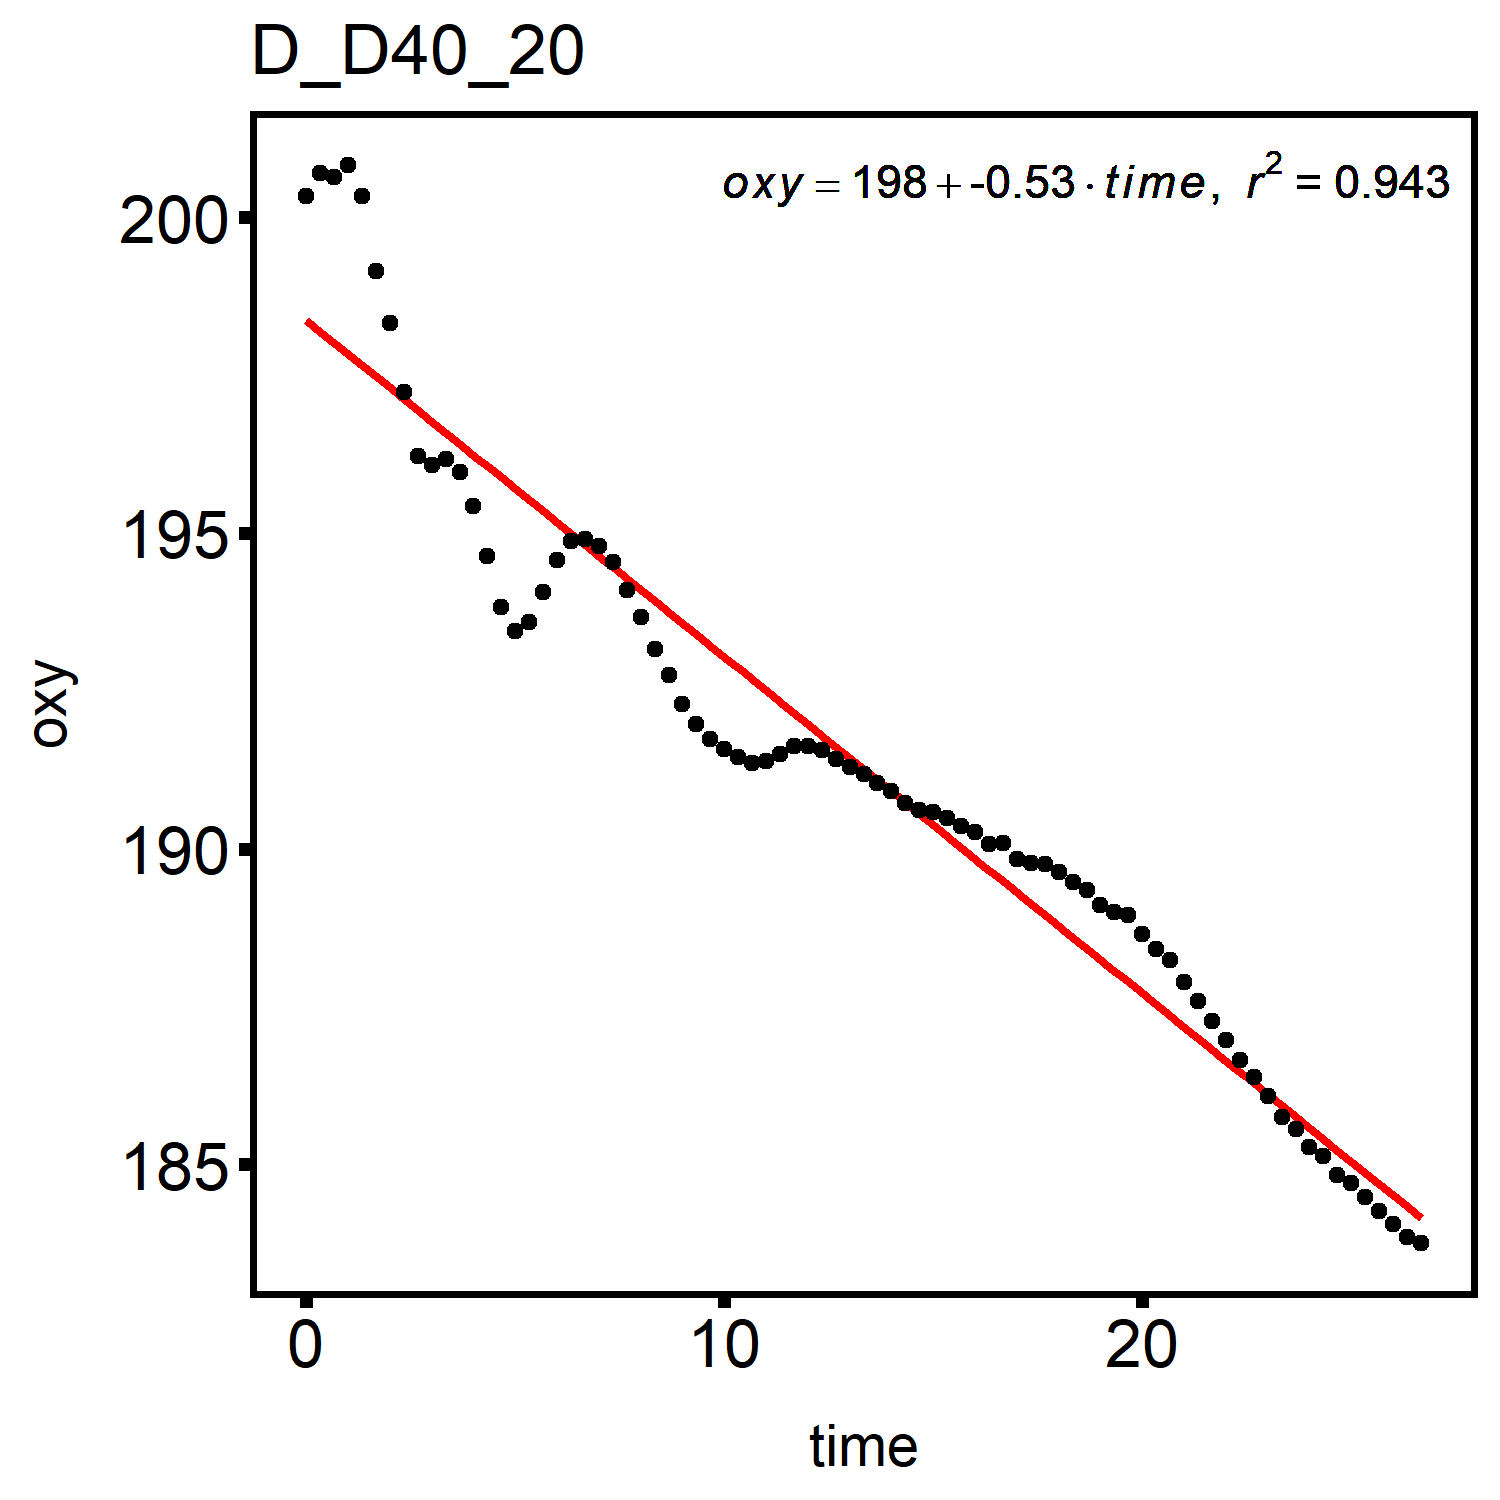 D_D40_20
oxy = 198 + -0.53 · time, r² = 0.943
200
195
190
185
oxy
0 10 20
time